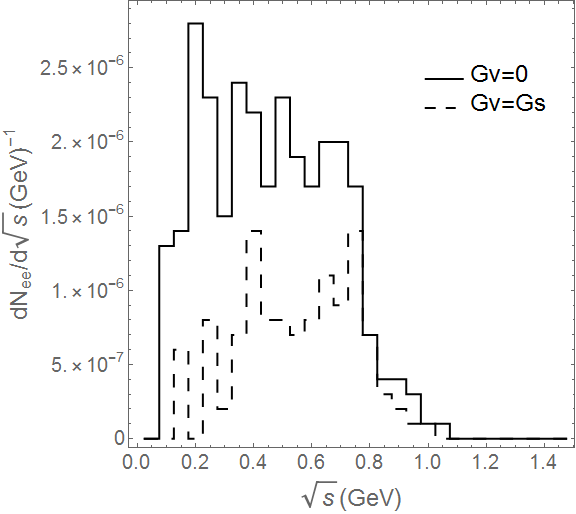 Gv=0
Gv=Gs
dNee/d√s (GeV)⁻¹
2.5×10⁻⁶
2.×10⁻⁶
1.5×10⁻⁶
1.×10⁻⁶
5.×10⁻⁷
0
0.0 0.2 0.4 0.6 0.8 1.0 1.2 1.4
√s (GeV)